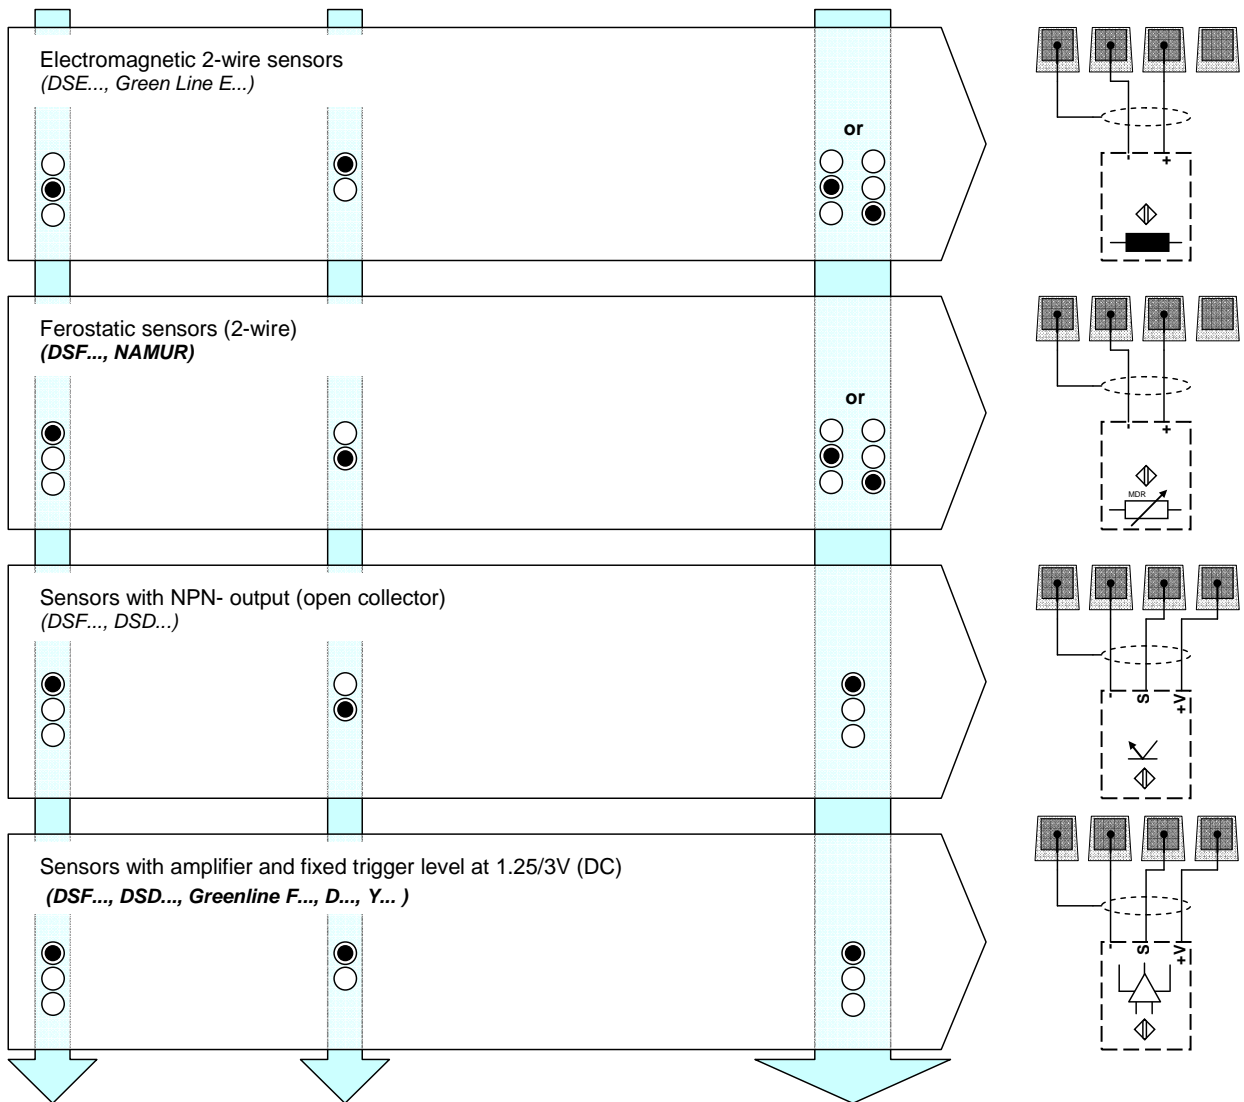 Electromagnetic 2-wire sensors
(DSE..., Green Line E...)
or
- +
Ferostatic sensors (2-wire)
(DSF..., NAMUR)
or
- +
MDR
Sensors with NPN- output (open collector)
(DSF..., DSD...)
- S +V
Sensors with amplifier and fixed trigger level at 1.25/3V (DC)
(DSF..., DSD..., Greenline F..., D..., Y... )
- S +V